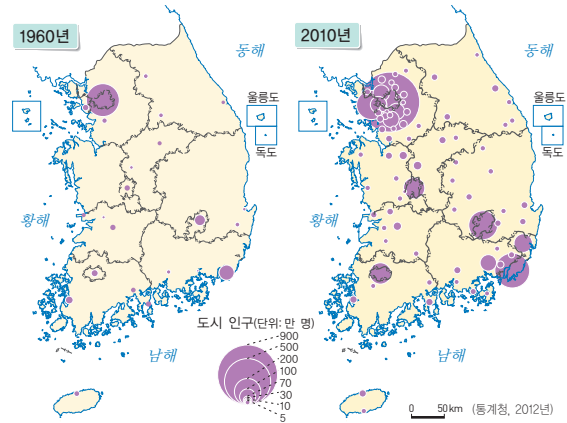 1960년
동해
울릉도
독도
황해
남해
2010년
동해
울릉도
독도
황해
남해
도시 인구(단위: 만 명)
900
500
200
100
70
30
10
5
0 50km (통계청, 2012년)